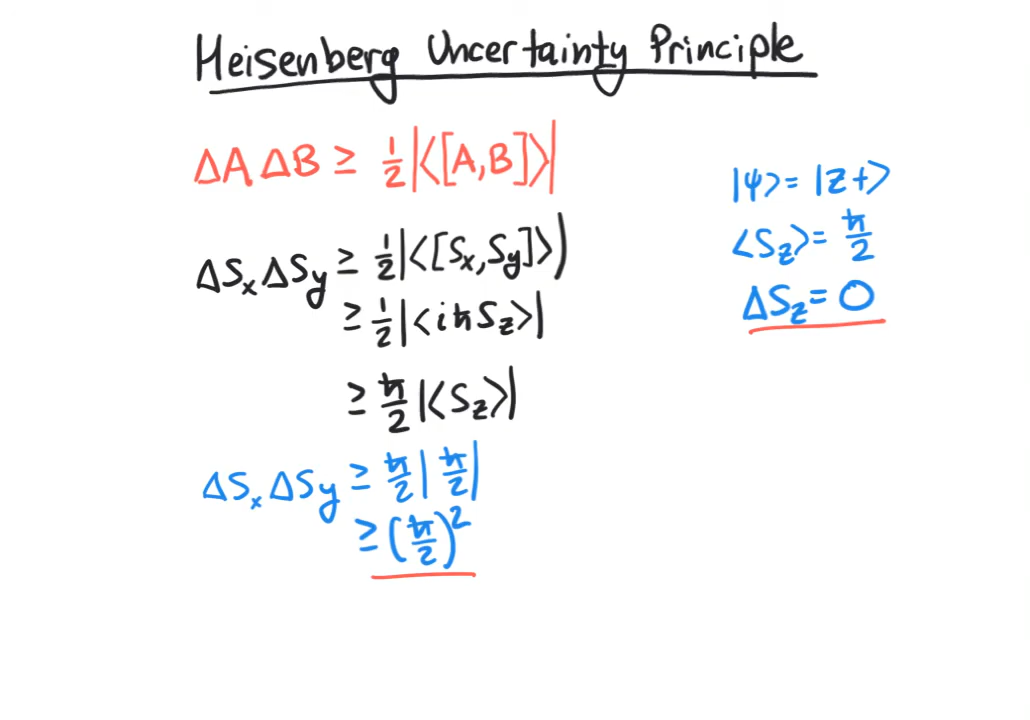 Heisenberg Uncertainty Principle
ΔA ΔB ≥ 1/2 |⟨[A,B]⟩|
ΔSx ΔSy ≥ 1/2 |⟨[Sx,Sy]⟩|
≥ 1/2 |⟨iħSz⟩|
≥ ħ/2 |⟨Sz⟩|
ΔSx ΔSy ≥ ħ/2 | ħ/2 |
≥ (ħ/2)²
|ψ⟩ = |z+⟩
⟨Sz⟩ = ħ/2
ΔSz = 0